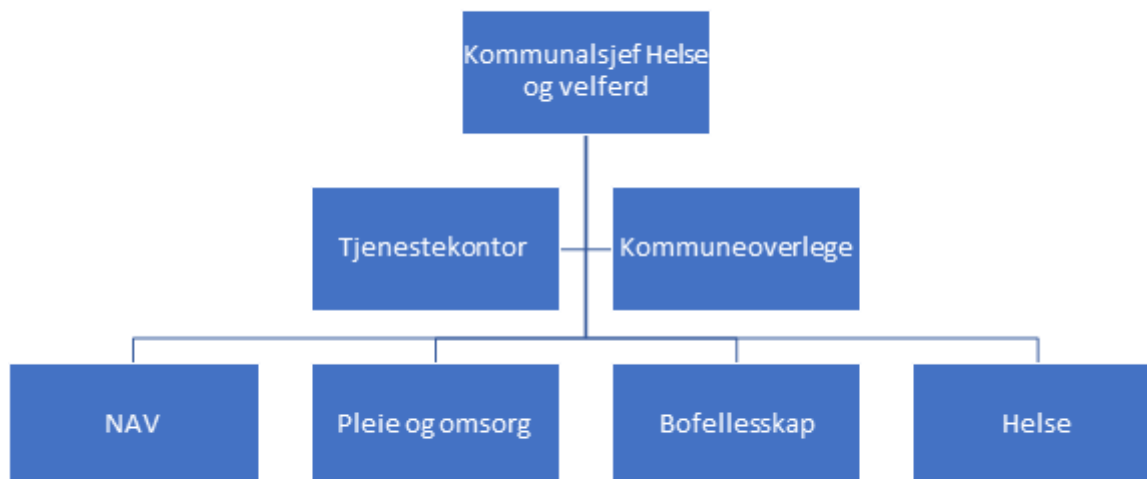 Kommunalsjef Helse
og velferd
Tjenestekontor
Kommuneoverlege
NAV
Pleie og omsorg
Bofellesskap
Helse